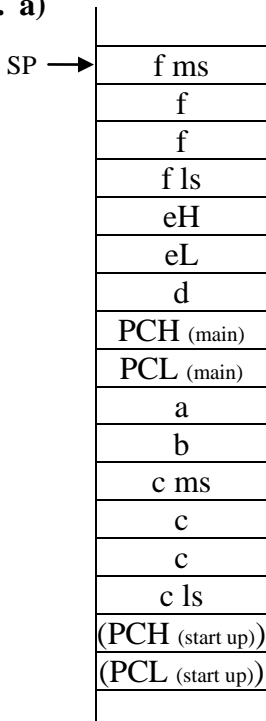 . a)
SP f ms
f
f
f ls
eH
eL
d
PCH (main)
PCL (main)
a
b
c ms
c
c
c ls
(PCH (start up))
(PCL (start up))